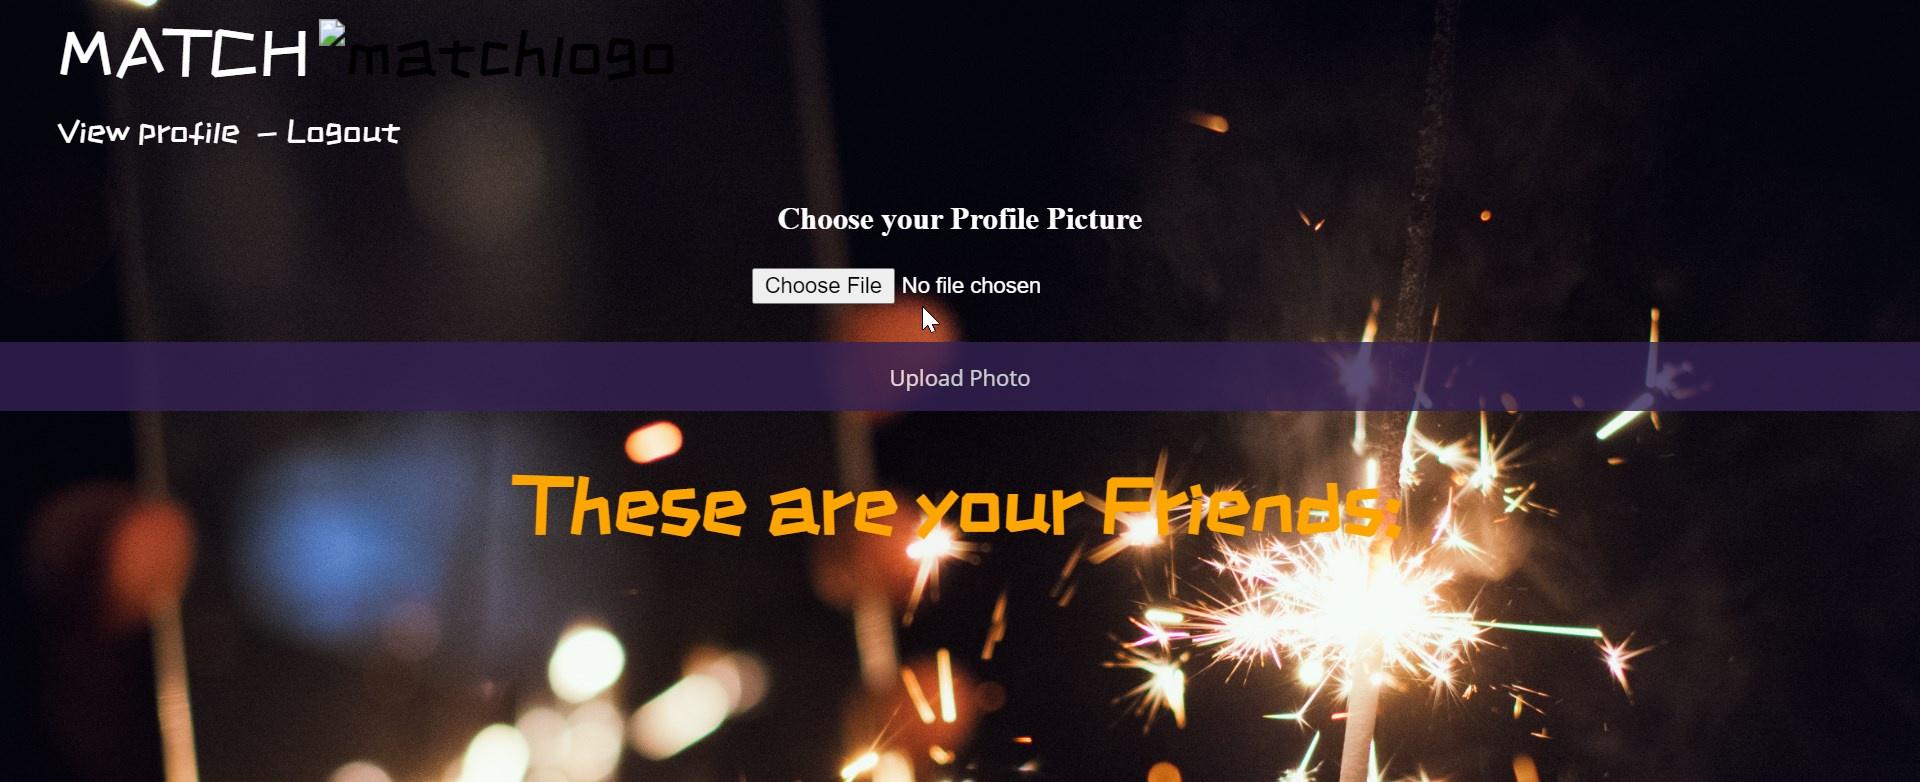 MATCH matchlogo
View profile – Logout
Choose your Profile Picture
Choose File No file chosen
Upload Photo
These are your Friends: